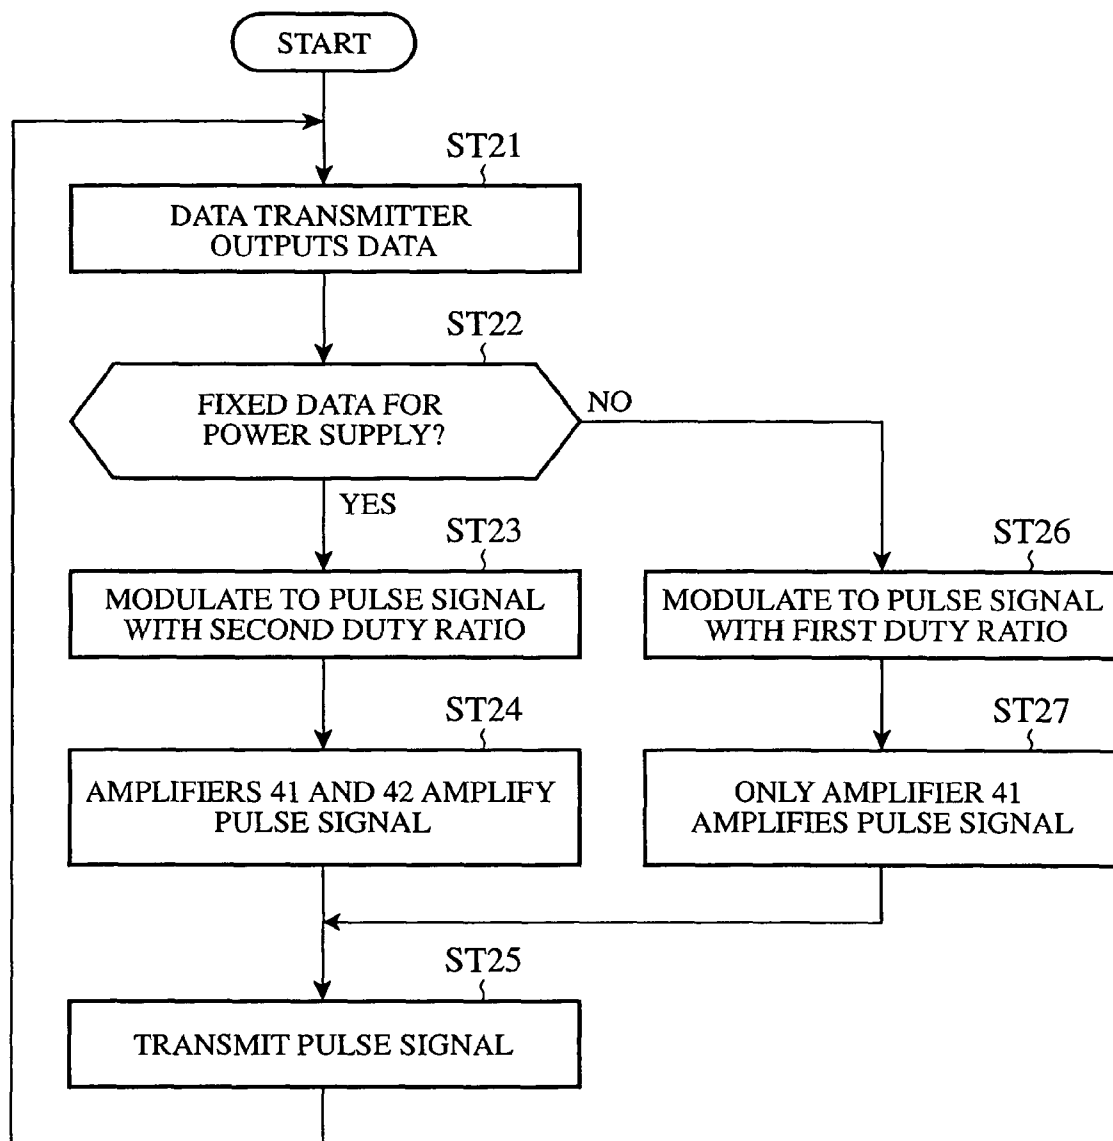 START
ST21
DATA TRANSMITTER
OUTPUTS DATA
ST22
FIXED DATA FOR
POWER SUPPLY?
NO
YES
ST23
MODULATE TO PULSE SIGNAL
WITH SECOND DUTY RATIO
ST26
MODULATE TO PULSE SIGNAL
WITH FIRST DUTY RATIO
ST24
AMPLIFIERS 41 AND 42 AMPLIFY
PULSE SIGNAL
ST27
ONLY AMPLIFIER 41
AMPLIFIES PULSE SIGNAL
ST25
TRANSMIT PULSE SIGNAL